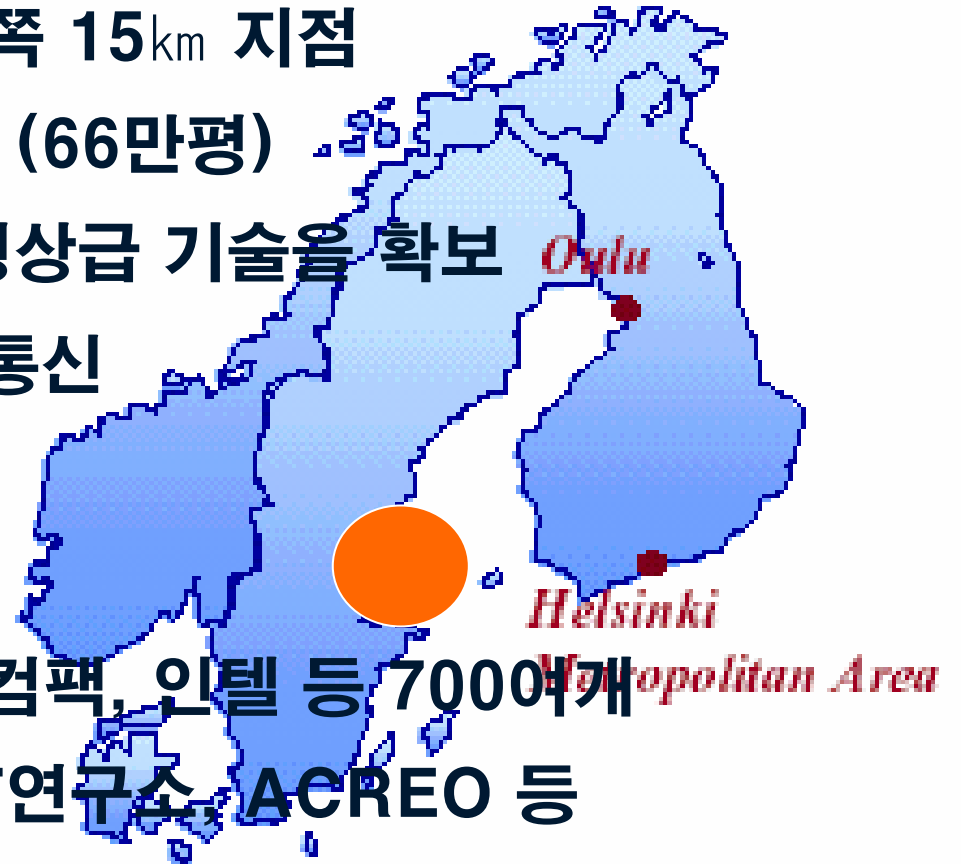 쪽 15㎞ 지점
(66만평)
상급 기술을 확보
Oulu
통신
Helsinki
Metropolitan Area
컴팩, 인텔 등 700여개
연구소, ACREO 등